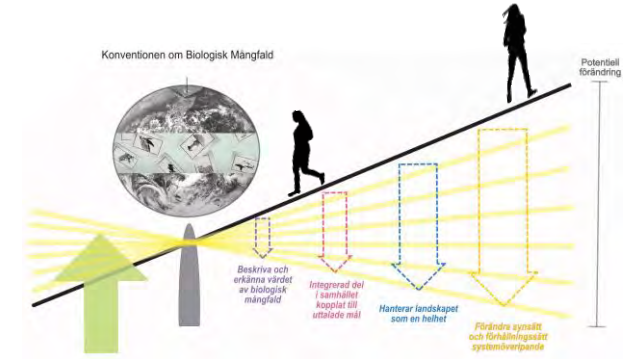 Konventionen om Biologisk Mångfald
Potentiell
förändring
Beskriva och
erkänna värdet
av biologisk
mångfald
Integrerad del
i samhället
kopplat till
uttalade mål
Hanterar landskapet
som en helhet
Förändra synsätt
och förhållningssätt
systemöveripande